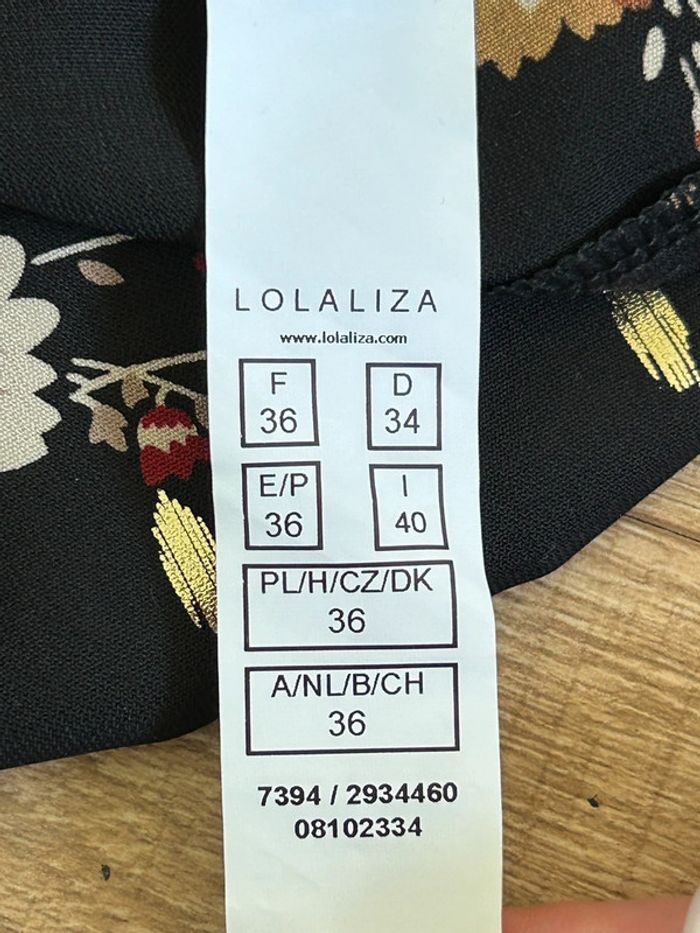 LOLALIZA
www.lolaliza.com
F D
36 34
E/P I
36 40
PL/H/CZ/DK
36
A/NL/B/CH
36
7394 / 2934460
08102334